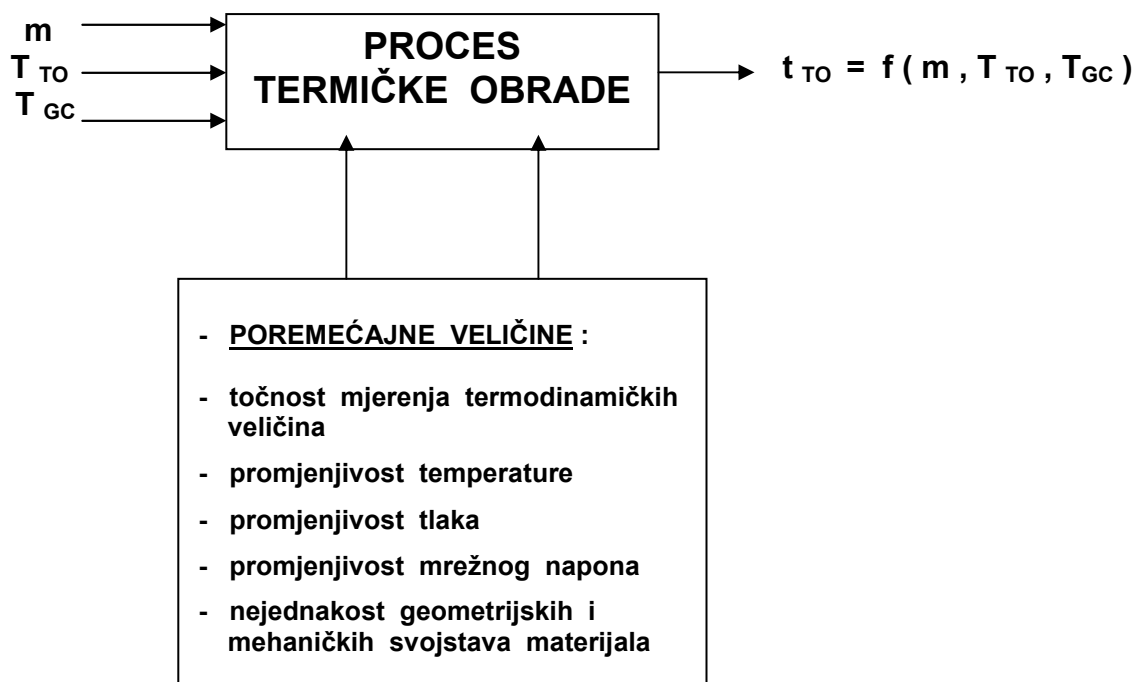 m
T TO
T GC
PROCES
TERMIČKE OBRADE
t TO = f ( m , T TO , T GC )
- POREMEĆAJNE VELIČINE :
- točnost mjerenja termodinamičkih
veličina
- promjenjivost temperature
- promjenjivost tlaka
- promjenjivost mrežnog napona
- nejednakost geometrijskih i
mehaničkih svojstava materijala